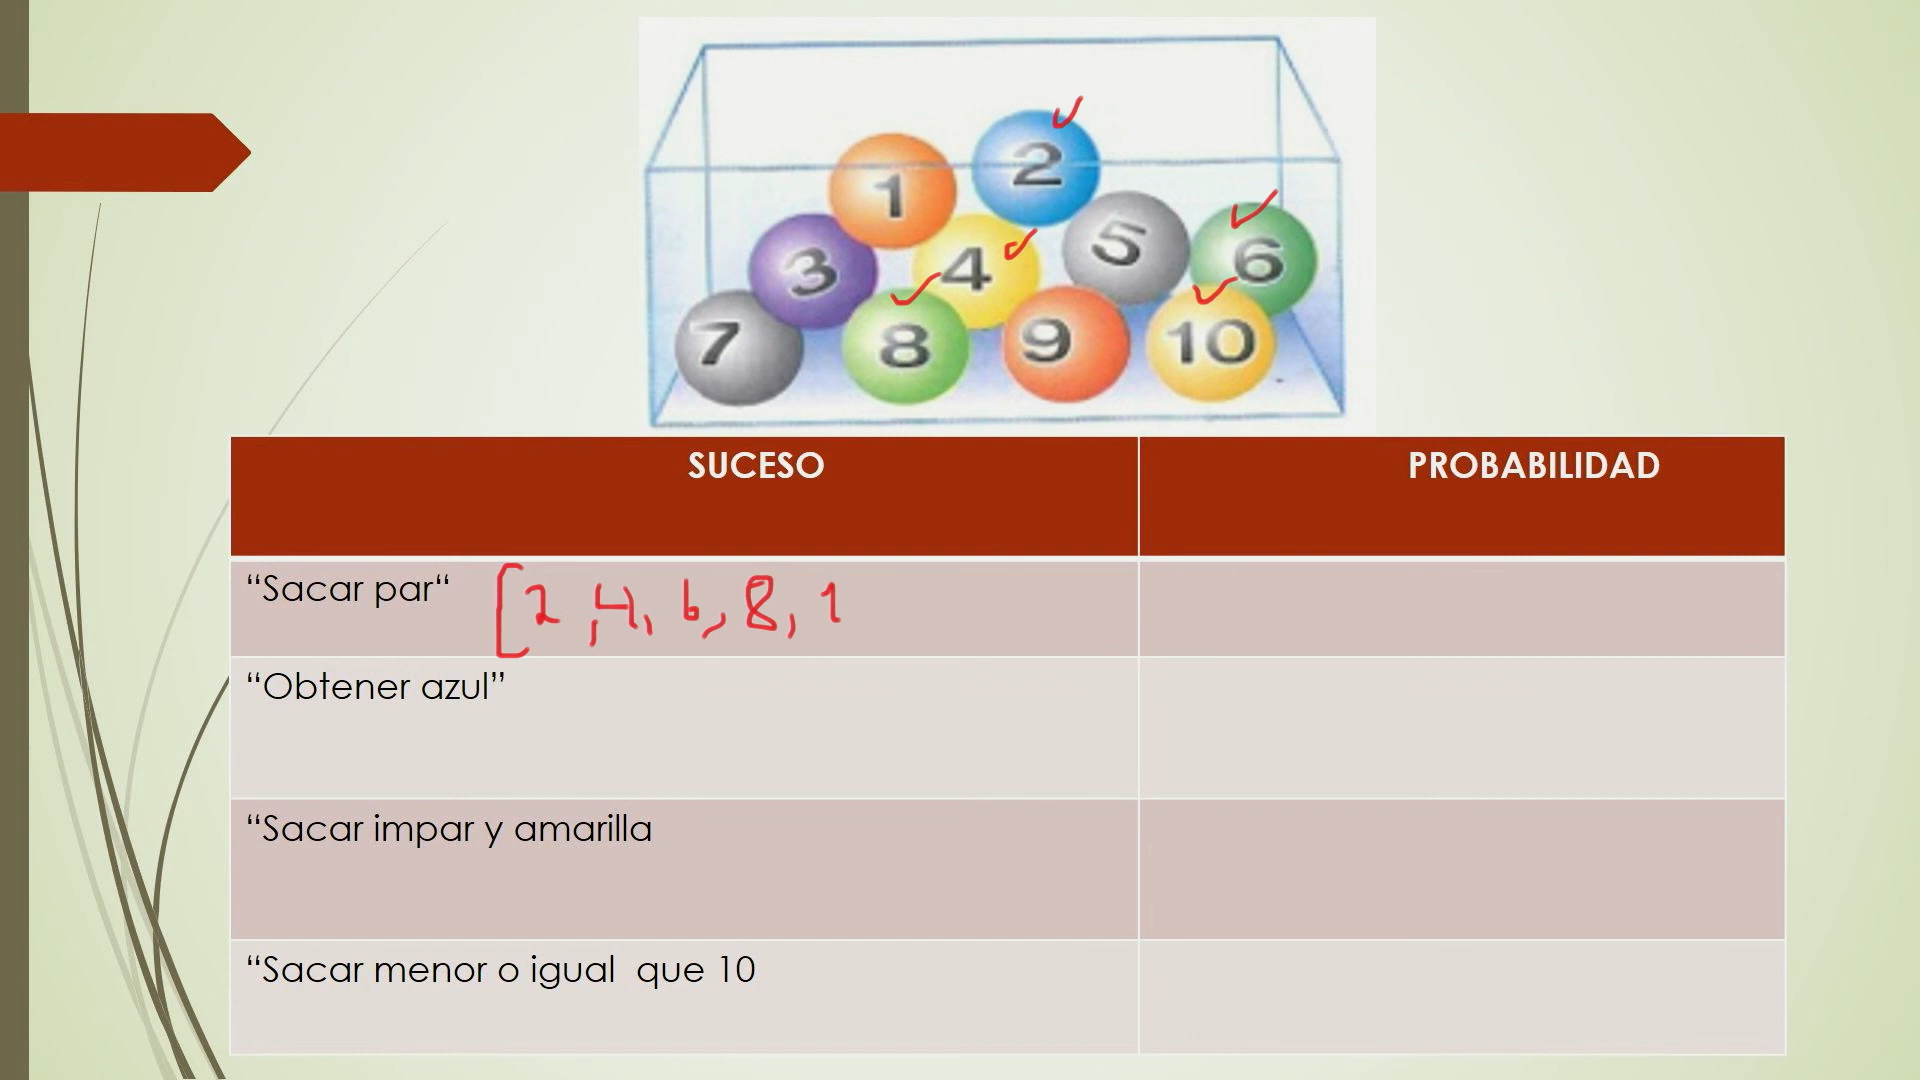 1
2
3
4
5
6
7
8
9
10
SUCESO
PROBABILIDAD
“Sacar par“ [2,4, 6, 8, 1
“Obtener azul”
“Sacar impar y amarilla
“Sacar menor o igual que 10